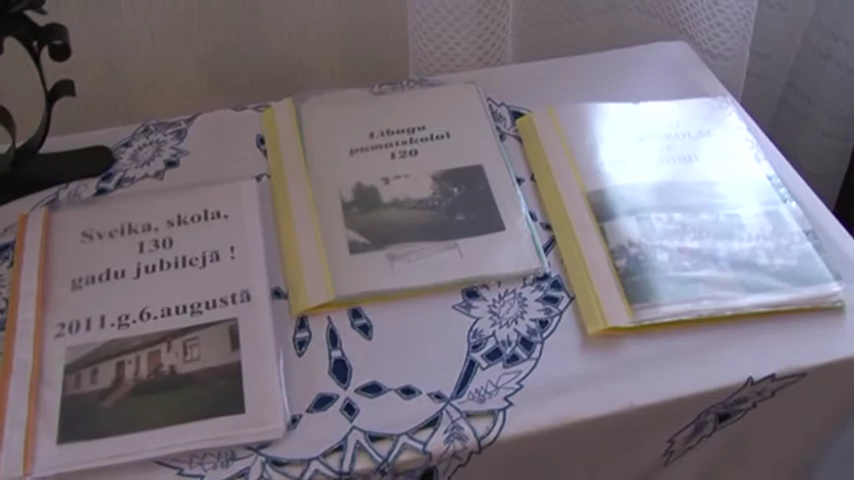 Sveika, skola,
130
gadu jubilejā !
2011.g.6.augustā
Lībagu
pamatskolai
120